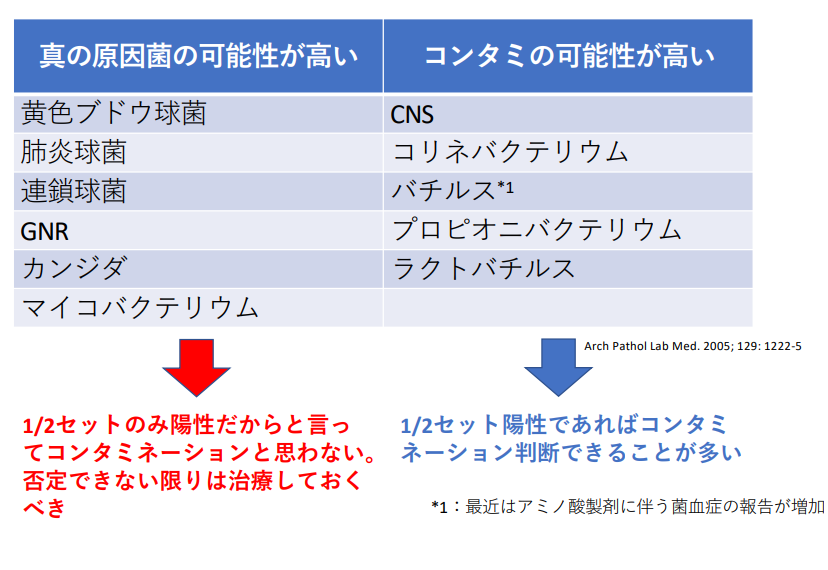 真の原因菌の可能性が高い
コンタミの可能性が高い
黄色ブドウ球菌
CNS
肺炎球菌
コリネバクテリウム
連鎖球菌
バチルス*1
GNR
プロピオニバクテリウム
カンジダ
ラクトバチルス
マイコバクテリウム
Arch Pathol Lab Med. 2005; 129: 1222-5
1/2セットのみ陽性だからと言っ
てコンタミネーションと思わない。
否定できない限りは治療しておく
べき
1/2セット陽性であればコンタミ
ネーション判断できることが多い
*1：最近はアミノ酸製剤に伴う菌血症の報告が増加